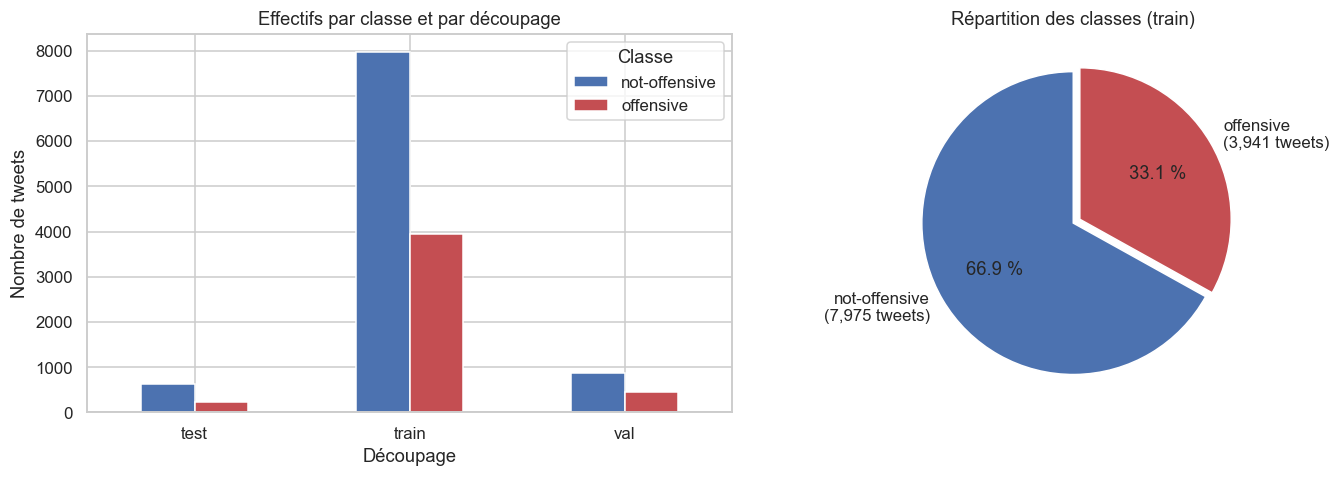 Effectifs par classe et par découpage
Nombre de tweets
8000
7000
6000
5000
4000
3000
2000
1000
0
Classe
not-offensive
offensive
test
train
val
Découpage
Répartition des classes (train)
offensive
(3,941 tweets)
33.1 %
66.9 %
not-offensive
(7,975 tweets)